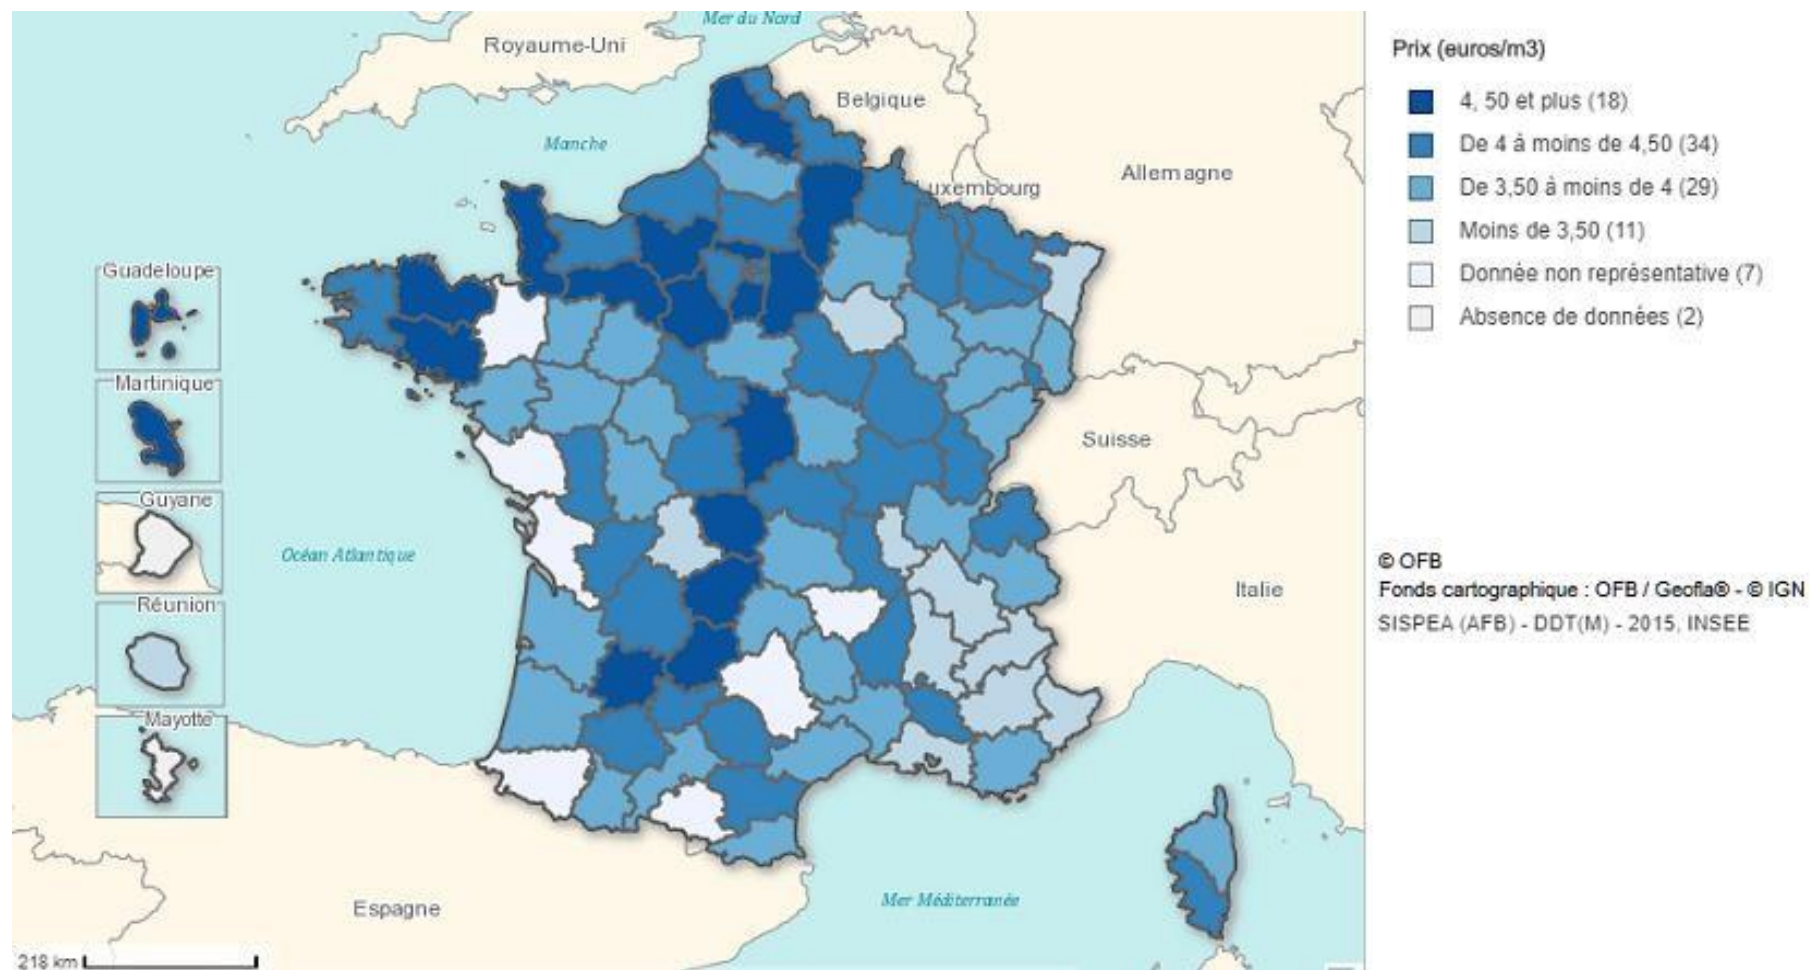 Mer du Nord
Royaume-Uni
Belgique
Manche
Allemagne
Luxembourg
Guadeloupe
Martinique
Suisse
Guyane
Océan Atlantique
Italie
Réunion
Mayotte
Espagne
Mer Méditerranée
218 km
Prix (euros/m3)
4, 50 et plus (18)
De 4 à moins de 4,50 (34)
De 3,50 à moins de 4 (29)
Moins de 3,50 (11)
Donnée non représentative (7)
Absence de données (2)
© OFB
Fonds cartographique : OFB / Geofla® - © IGN
SISPEA (AFB) - DDT(M) - 2015, INSEE